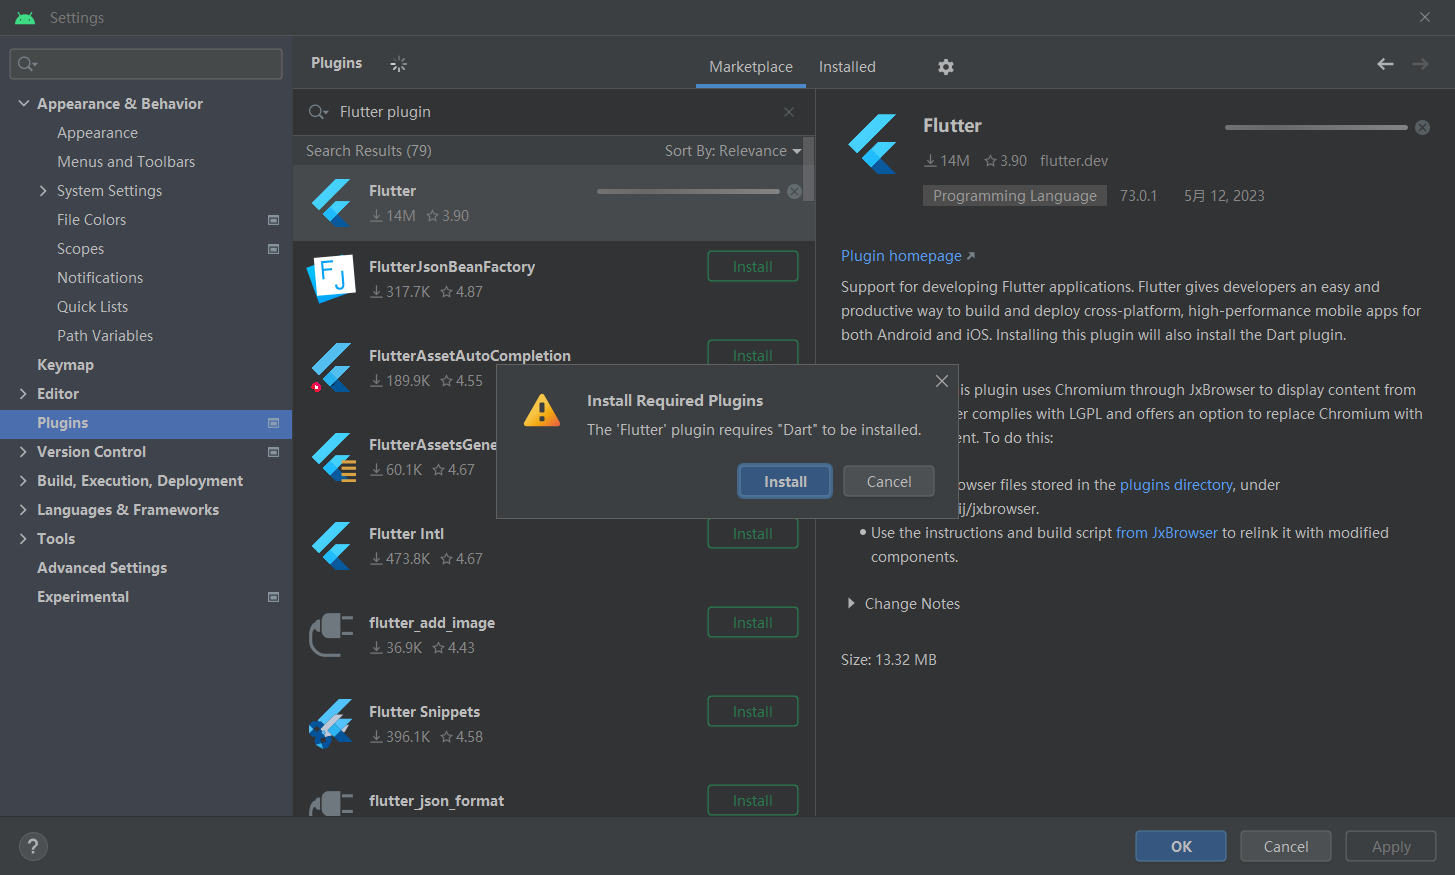 Settings
Appearance & Behavior
Appearance
Menus and Toolbars
System Settings
File Colors
Scopes
Notifications
Quick Lists
Path Variables
Keymap
Editor
Plugins
Version Control
Build, Execution, Deployment
Languages & Frameworks
Tools
Advanced Settings
Experimental
Plugins
Marketplace
Installed
Flutter plugin
Search Results (79)
Sort By: Relevance
Flutter
14M 3.90
FlutterJsonBeanFactory
Install
317.7K 4.87
FlutterAssetAutoCompletion
Install
189.9K 4.55
FlutterAssetsGene
60.1K 4.67
Flutter Intl
Install
473.8K 4.67
flutter_add_image
Install
36.9K 4.43
Flutter Snippets
Install
396.1K 4.58
flutter_json_format
Install
Flutter
14M 3.90 flutter.dev
Programming Language 73.0.1 5月 12, 2023
Plugin homepage
Support for developing Flutter applications. Flutter gives developers an easy and
productive way to build and deploy cross-platform, high-performance mobile apps for
both Android and iOS. Installing this plugin will also install the Dart plugin.
is plugin uses Chromium through JxBrowser to display content from
er complies with LGPL and offers an option to replace Chromium with
ent. To do this:
owser files stored in the plugins directory, under
ij/jxbrowser.
Use the instructions and build script from JxBrowser to relink it with modified
components.
Change Notes
Size: 13.32 MB
Install Required Plugins
The 'Flutter' plugin requires "Dart" to be installed.
Install
Cancel
?
OK
Cancel
Apply